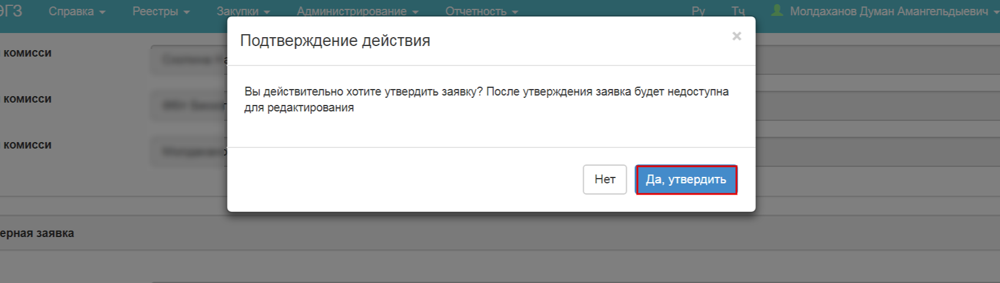 ЭГЗ Справка Реестры Закупки Администрирование Отчетность Ру Тҷ Молдаханов Думан Амангельдыевич
Подтверждение действия ×
комисси
комисси
комисси
Вы действительно хотите утвердить заявку? После утверждения заявка будет недоступна
для редактирования
Нет Да, утвердить
ерная заявка